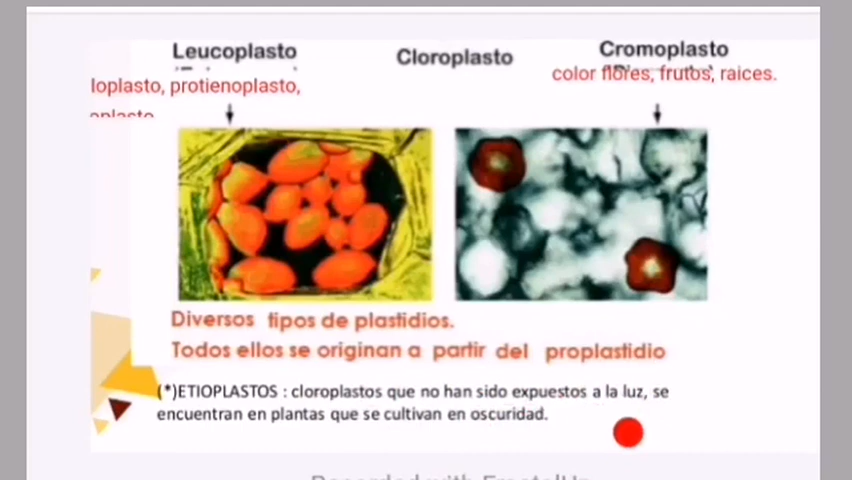 Leucoplasto
Cloroplasto
Cromoplasto
color flores, frutos, raices.
loplasto, protienoplasto,
Diversos tipos de plastidios.
Todos ellos se originan a partir del proplastidio
(*)ETIOPLASTOS : cloroplastos que no han sido expuestos a la luz, se
encuentran en plantas que se cultivan en oscuridad.